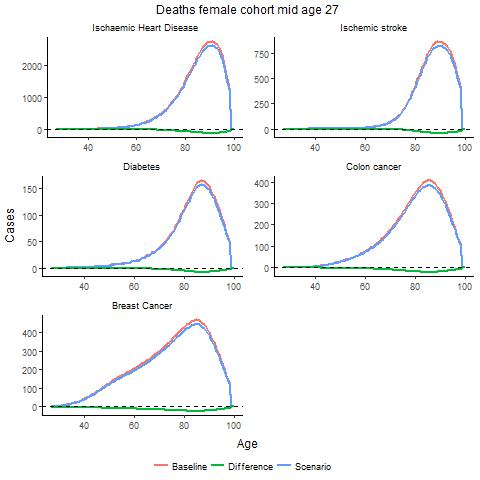 Deaths female cohort mid age 27
Ischaemic Heart Disease
Ischemic stroke
2000
1000
0
40 60 80 100
750
500
250
0
40 60 80 100
Diabetes
Colon cancer
150
100
50
0
40 60 80 100
400
300
200
100
0
40 60 80 100
Cases
Breast Cancer
400
300
200
100
0
40 60 80 100
Age
Baseline Difference Scenario